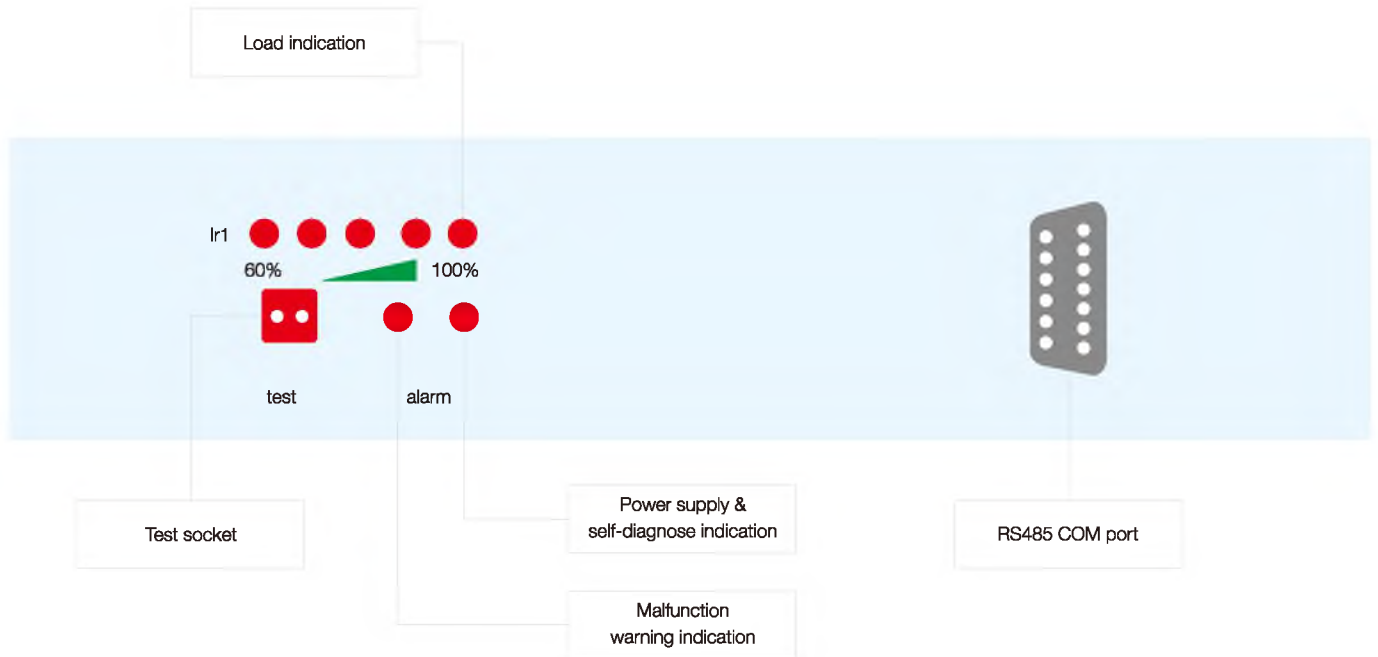 Load indication
Ir1
60%
100%
test
alarm
Power supply &
self-diagnose indication
Test socket
RS485 COM port
Malfunction
warning indication